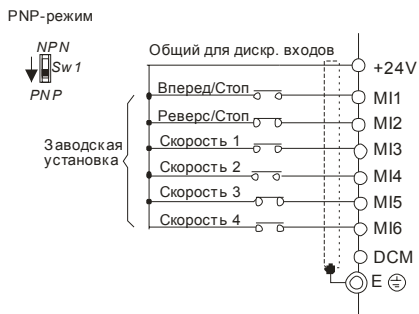 PNP-режим
NPN
Sw1
PNP
Общий для дискр. входов
+24V
Вперед/Стоп
MI1
Реверс/Стоп
MI2
Заводская
установка
Скорость 1
MI3
Скорость 2
MI4
Скорость 3
MI5
Скорость 4
MI6
DCM
E